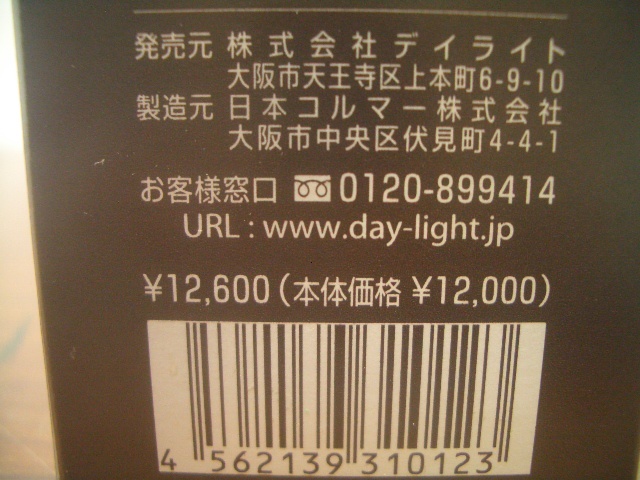 発売元 株式会社デイライト
大阪市天王寺区上本町6-9-10
製造元 日本コルマー株式会社
大阪市中央区伏見町4-4-1
お客様窓口 0120-899414
URL : www.day-light.jp
¥12,600(本体価格 ¥12,000)
4 562139 310123